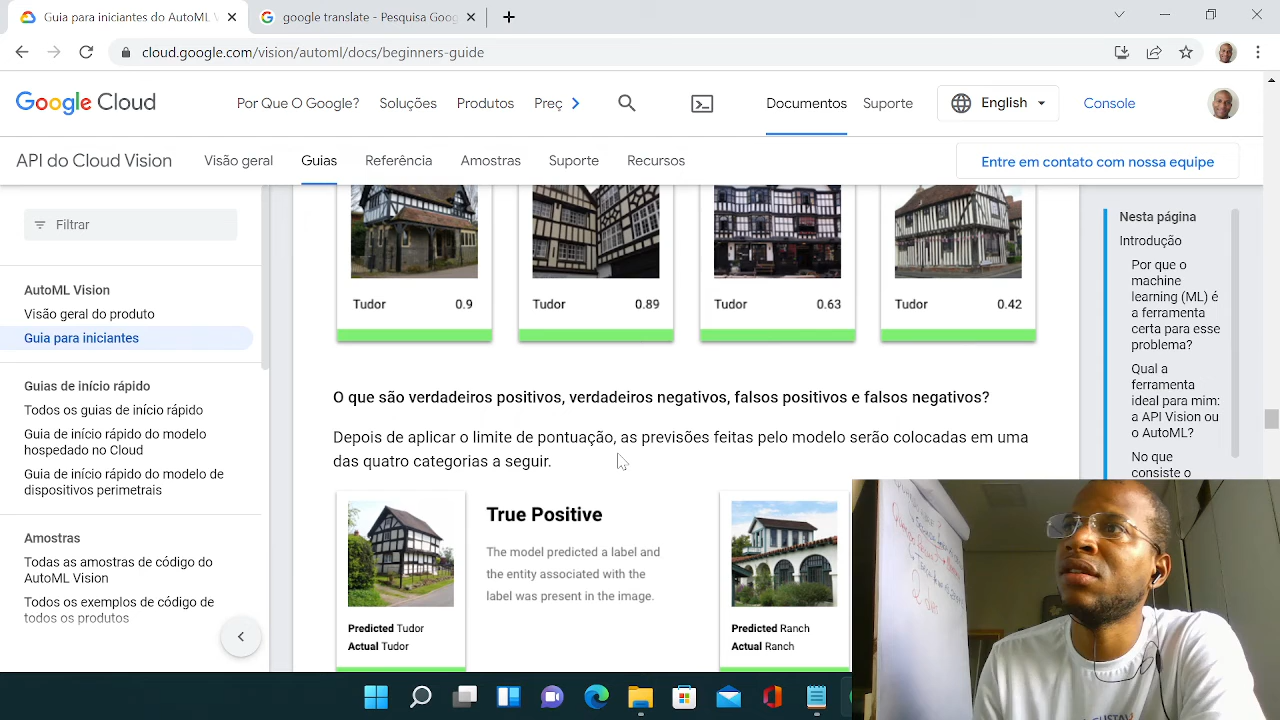 Guias iniciantes do AutoML V
google translate - Pesquisa Goog
cloud.google.com/vision/automl/docs/beginners-guide
Google Cloud
Por Que O Google?
Soluções
Produtos
Preç
Documentos
Suporte
English
Console
API do Cloud Vision
Visão geral
Guias
Referência
Amostras
Suporte
Recursos
Entre em contato com nossa equipe
Filtrar
AutoML Vision
Visão geral do produto
Guia para iniciantes
Guias de início rápido
Todos os guias de início rápido
Guia de início rápido do modelo
hospedado no Cloud
Guia de início rápido do modelo de
dispositivos perimetrais
Amostras
Todas as amostras de código do
AutoML Vision
Todos os exemplos de código de
todos os produtos
Tudor 0.9
Tudor 0.89
Tudor 0.63
Tudor 0.42
O que são verdadeiros positivos, verdadeiros negativos, falsos positivos e falsos negativos?
Depois de aplicar o limite de pontuação, as previsões feitas pelo modelo serão colocadas em uma
das quatro categorias a seguir.
True Positive
The model predicted a label and
the entity associated with the
label was present in the image.
Predicted Tudor
Actual Tudor
Predicted Ranch
Actual Ranch
Nesta página
Introdução
Por que o
machine
learning (ML) é
a ferramenta
certa para esse
problema?
Qual a
ferramenta
ideal para mim:
a API Vision ou
o AutoML?
No que
consiste o